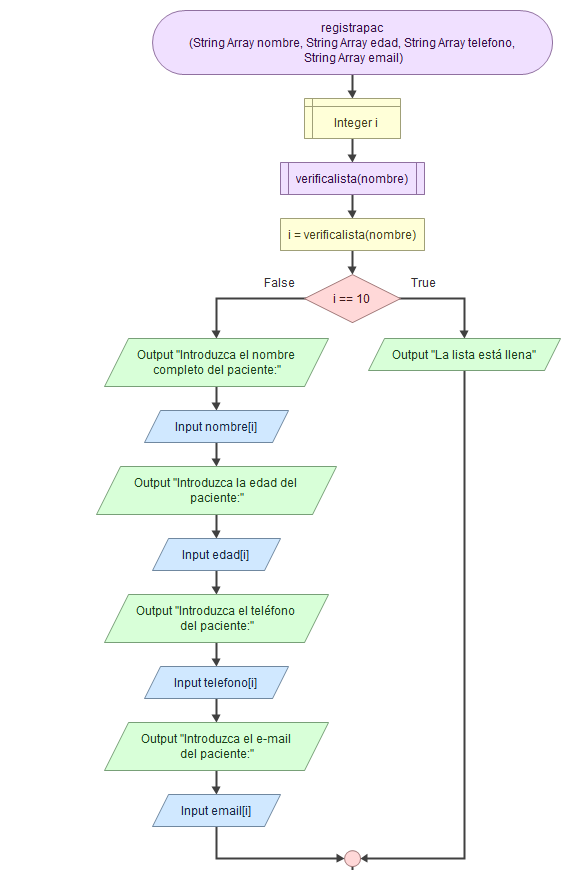 registrapac
(String Array nombre, String Array edad, String Array telefono,
String Array email)
Integer i
verificalista(nombre)
i = verificalista(nombre)
False
True
i == 10
Output "Introduzca el nombre
completo del paciente:"
Output "La lista está llena"
Input nombre[i]
Output "Introduzca la edad del
paciente:"
Input edad[i]
Output "Introduzca el teléfono
del paciente:"
Input telefono[i]
Output "Introduzca el e-mail
del paciente:"
Input email[i]